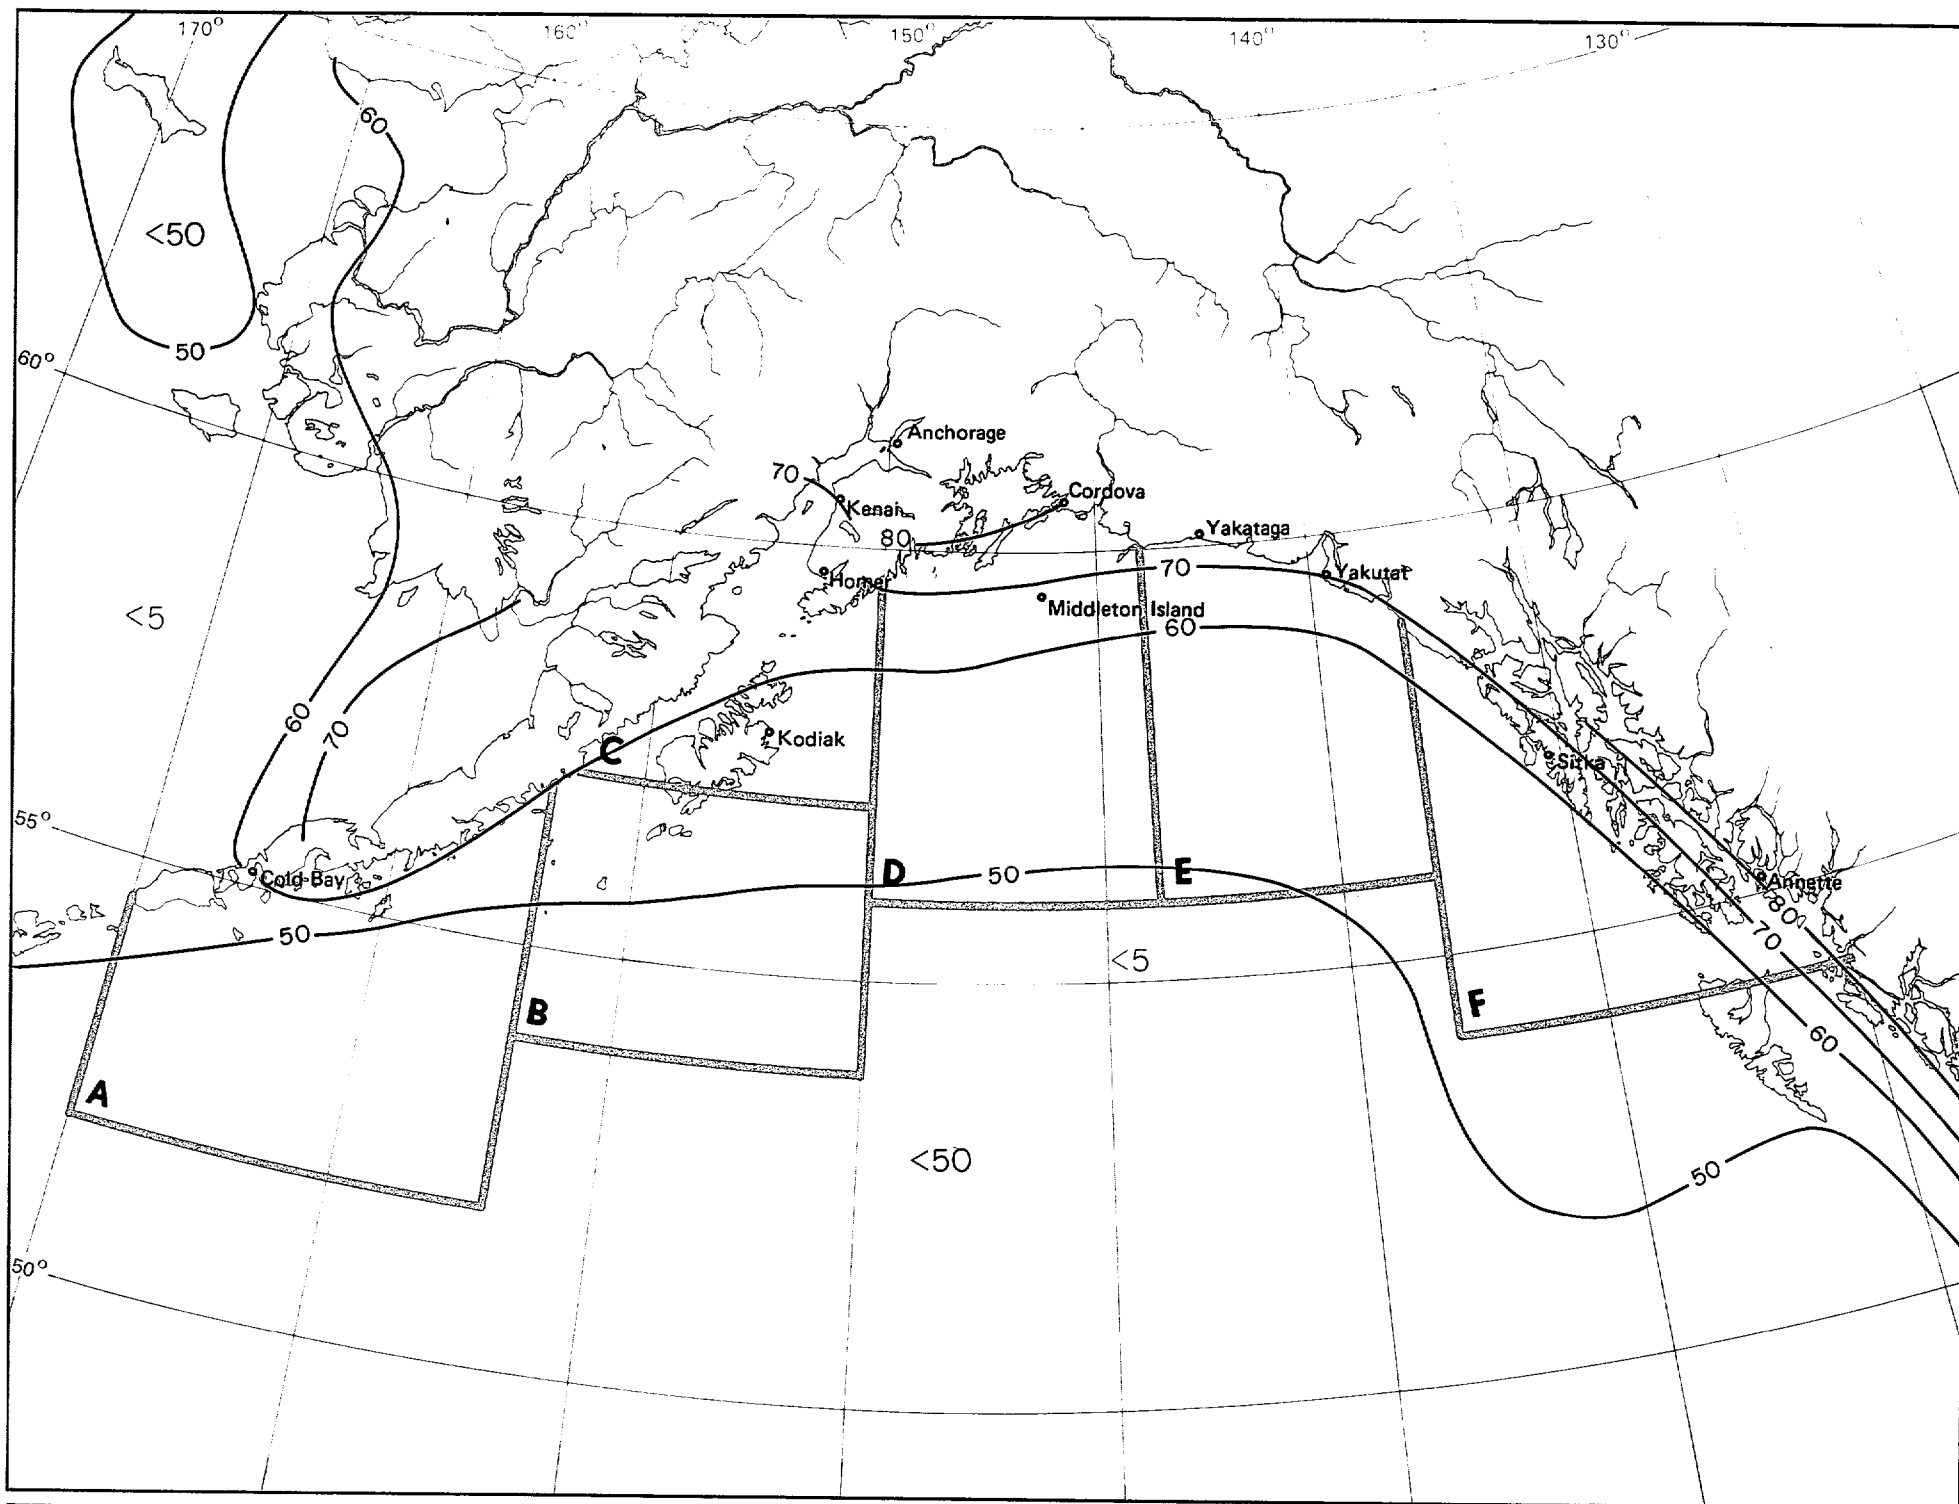 170°
160°
150°
140°
130°
60
<50
50
60°
Anchorage
70
Kenai
Cordova
80
Yakataga
Homer
70
Yakutat
<5
Middleton Island
60
60
70
C
Kodiak
Sitka
55°
Cold Bay
D
50
E
Annette
80
50
70
<5
B
F
60
A
<50
50
50°